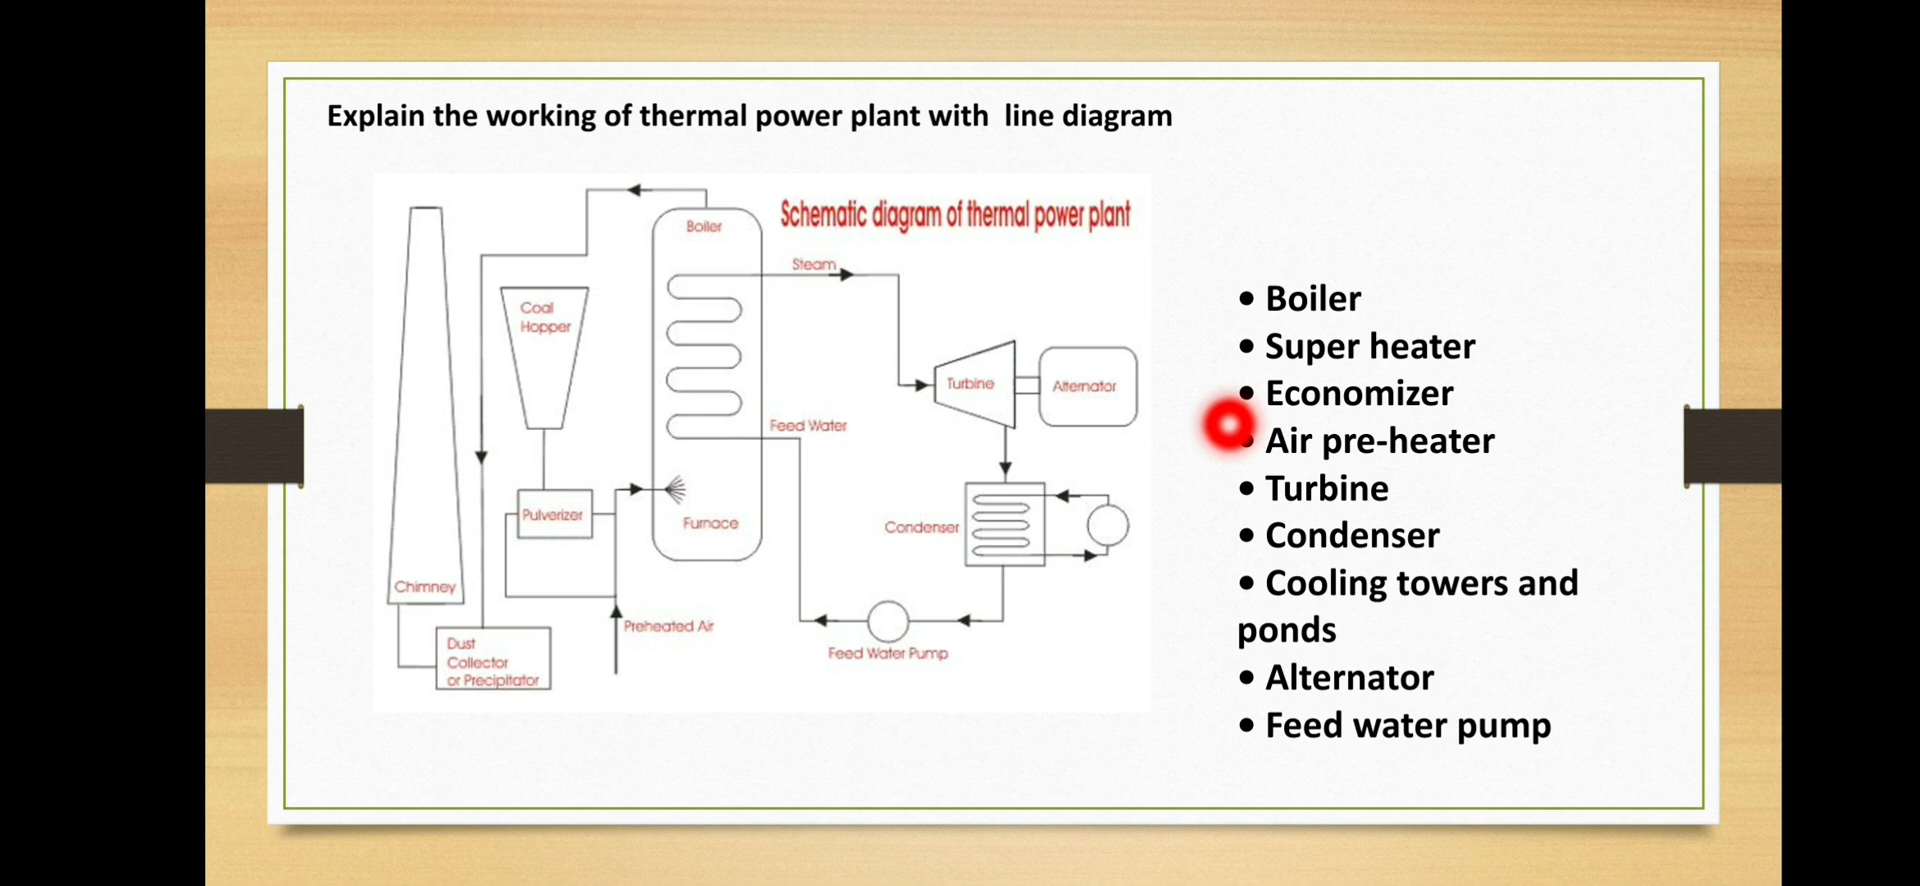 Explain the working of thermal power plant with line diagram
Schematic diagram of thermal power plant
Boiler
Steam
Coal
Hopper
Turbine
Alternator
Feed Water
Pulverizer
Furnace
Condenser
Chimney
Preheated Air
Dust
Collector
or Precipitator
Feed Water Pump
• Boiler
• Super heater
• Economizer
• Air pre-heater
• Turbine
• Condenser
• Cooling towers and
ponds
• Alternator
• Feed water pump